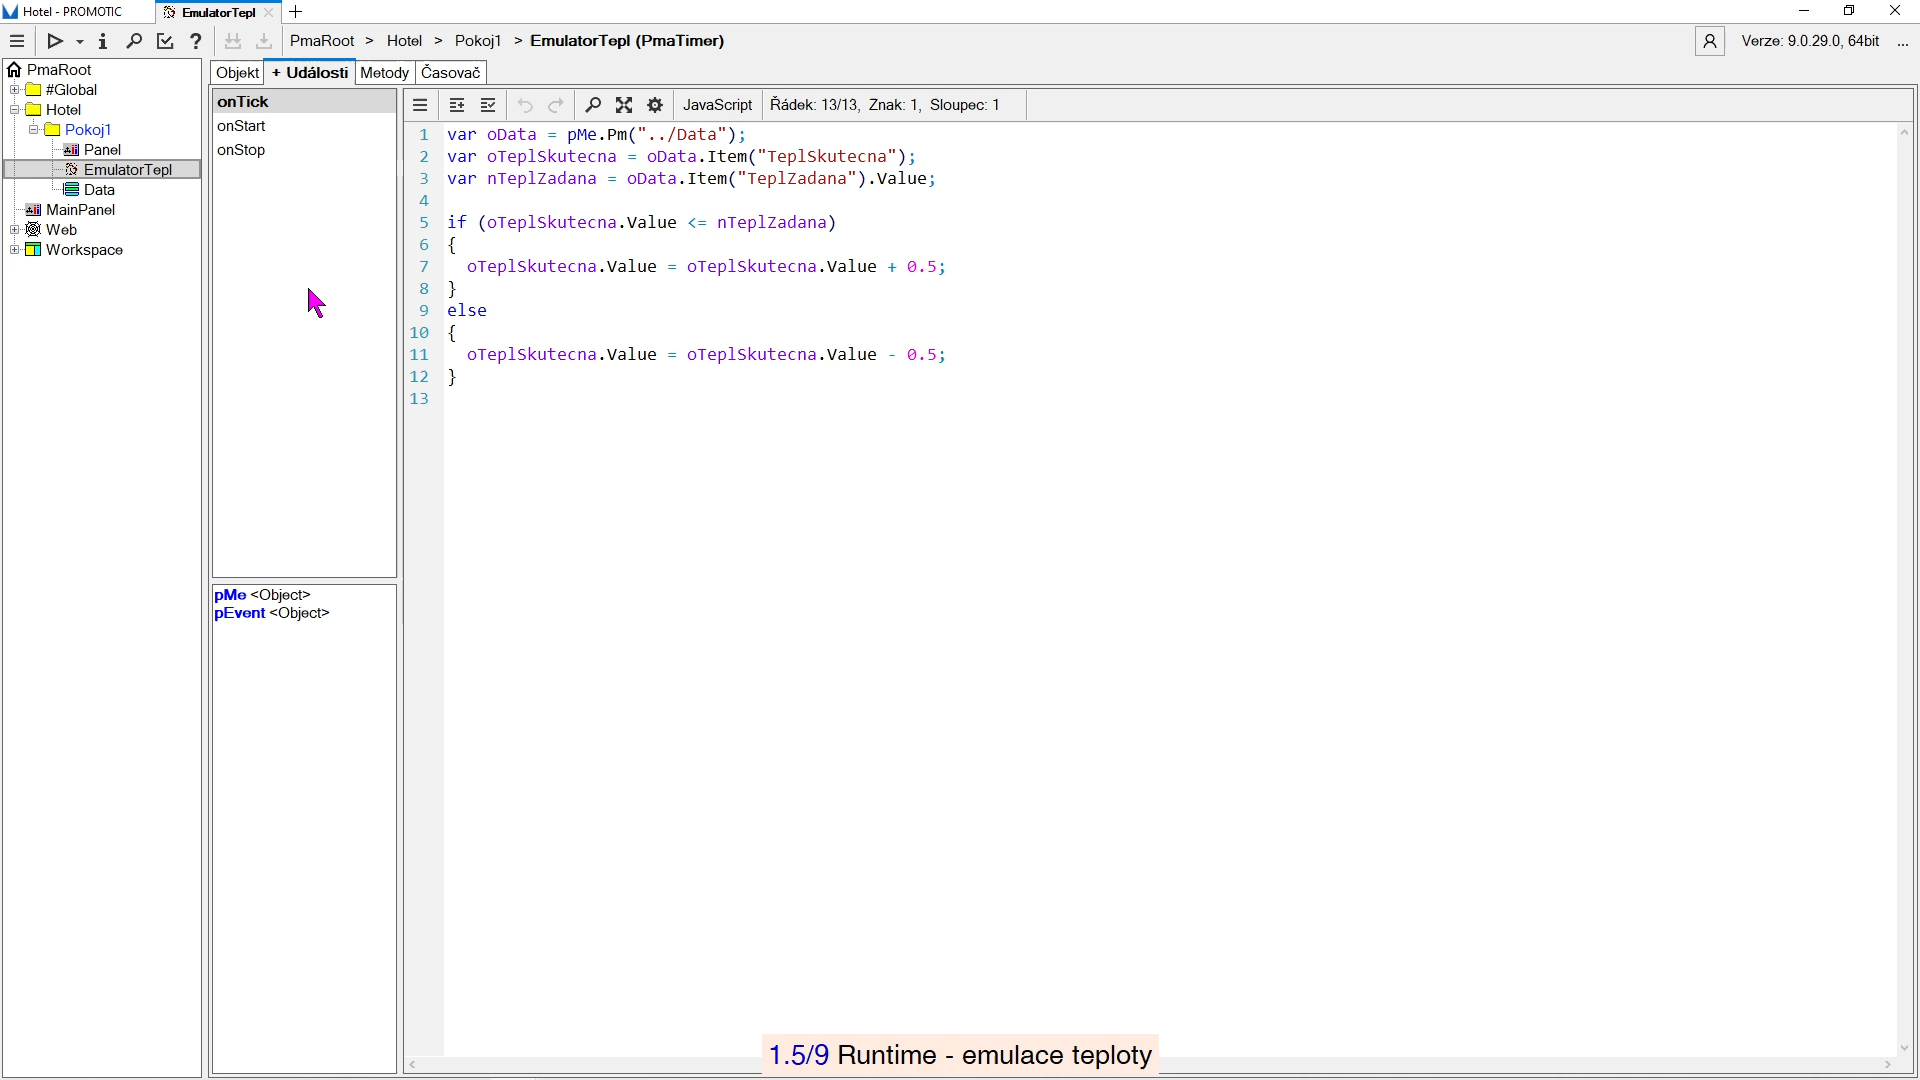 Hotel - PROMOTIC
EmulatorTepl
PmaRoot > Hotel > Pokoj1 > EmulatorTepl (PmaTimer)
Verze: 9.0.29.0, 64bit ...
PmaRoot
#Global
Hotel
Pokoj1
Panel
EmulatorTepl
Data
MainPanel
Web
Workspace
Objekt
+ Události
Metody
Časovač
onTick
onStart
onStop
pMe <Object>
pEvent <Object>
JavaScript
Řádek: 13/13, Znak: 1, Sloupec: 1
1 var oData = pMe.Pm("../Data");
2 var oTeplSkutecna = oData.Item("TeplSkutecna");
3 var nTeplZadana = oData.Item("TeplZadana").Value;
4
5 if (oTeplSkutecna.Value <= nTeplZadana)
6 {
7 oTeplSkutecna.Value = oTeplSkutecna.Value + 0.5;
8 }
9 else
10 {
11 oTeplSkutecna.Value = oTeplSkutecna.Value - 0.5;
12 }
13
1.5/9 Runtime - emulace teploty